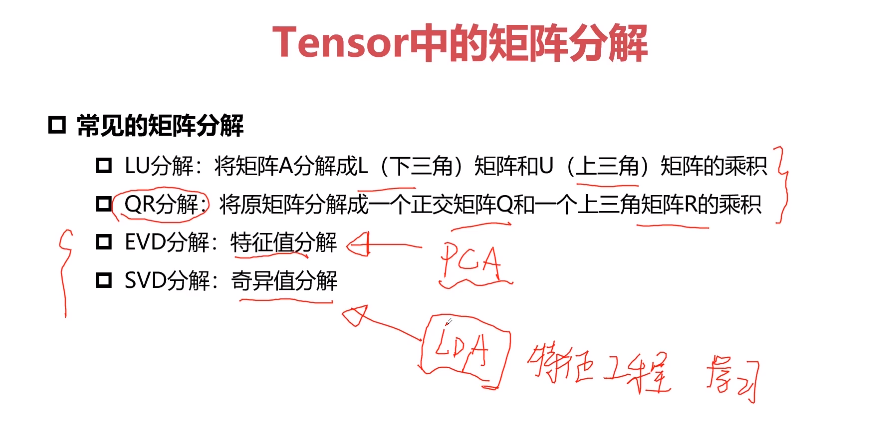 Tensor中的矩阵分解
常见的矩阵分解
LU分解：将矩阵A分解成L（下三角）矩阵和U（上三角）矩阵的乘积
QR分解：将原矩阵分解成一个正交矩阵Q和一个上三角矩阵R的乘积
EVD分解：特征值分解
PCA
SVD分解：奇异值分解
LDA 特征工程 学习